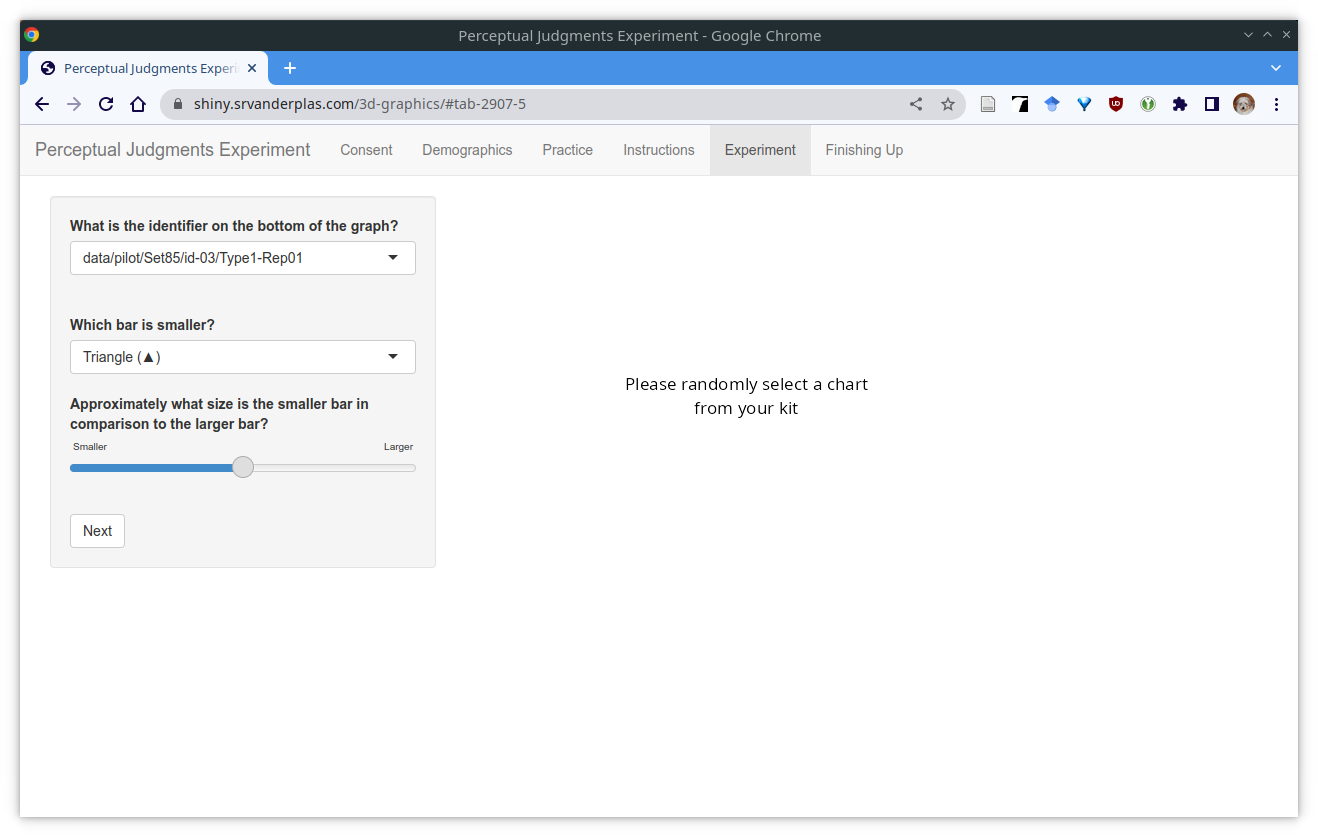 Perceptual Judgments Experiment - Google Chrome
Perceptual Judgments Experi
shiny.srvanderplas.com/3d-graphics/#tab-2907-5
Perceptual Judgments Experiment Consent Demographics Practice Instructions Experiment Finishing Up
What is the identifier on the bottom of the graph?
data/pilot/Set85/id-03/Type1-Rep01
Which bar is smaller?
Triangle (▲)
Approximately what size is the smaller bar in
comparison to the larger bar?
Smaller Larger
Next
Please randomly select a chart
from your kit